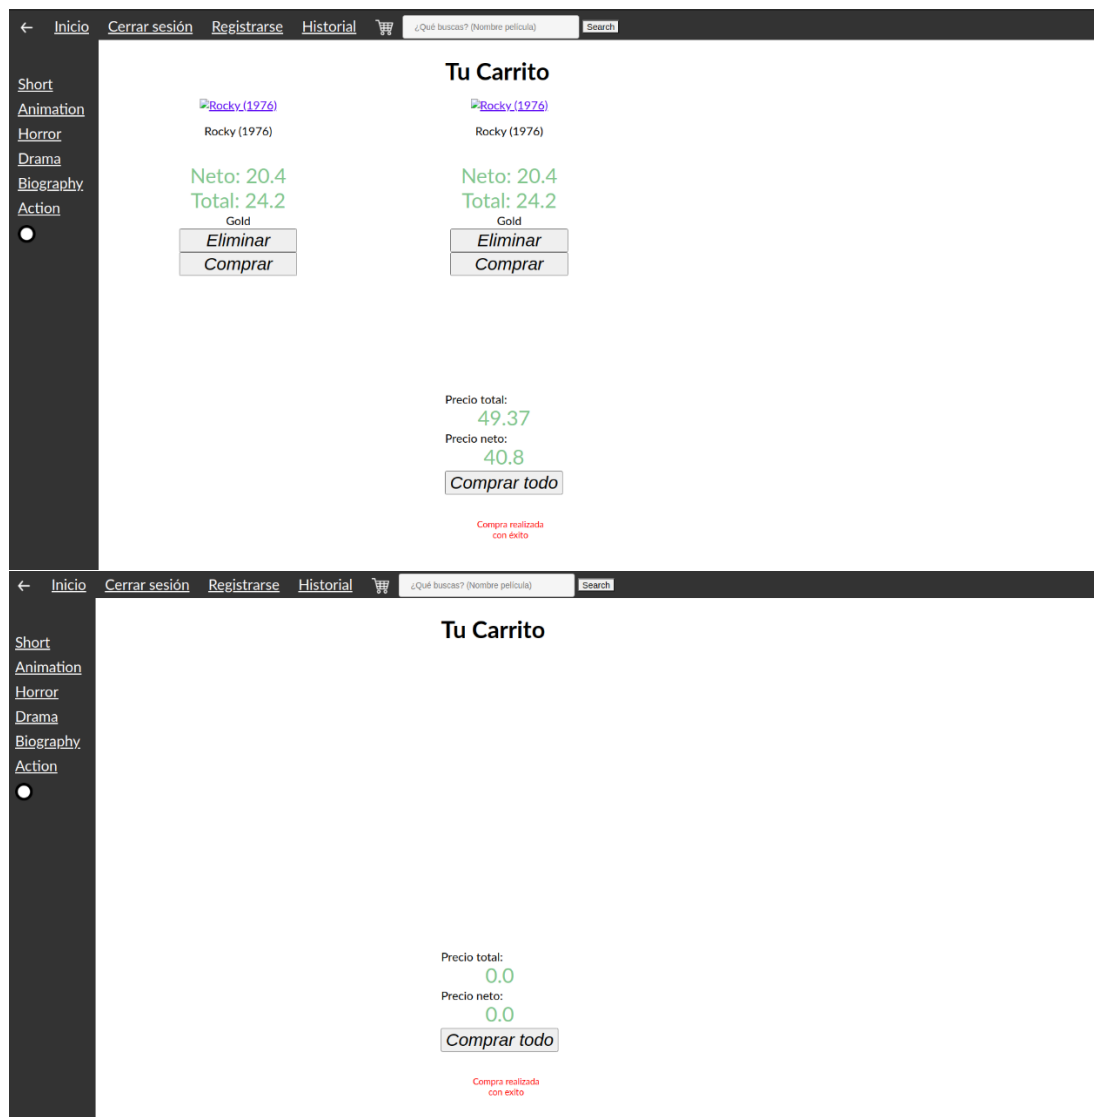 ← Inicio Cerrar sesión Registrarse Historial ¿Qué buscas? (Nombre película) Search
Short
Animation
Horror
Drama
Biography
Action
Tu Carrito
Rocky (1976) Rocky (1976)
Rocky (1976) Rocky (1976)
Neto: 20.4 Neto: 20.4
Total: 24.2 Total: 24.2
Gold Gold
Eliminar Eliminar
Comprar Comprar
Precio total:
49.37
Precio neto:
40.8
Comprar todo
Compra realizada
con éxito
← Inicio Cerrar sesión Registrarse Historial ¿Qué buscas? (Nombre película) Search
Short
Animation
Horror
Drama
Biography
Action
Tu Carrito
Precio total:
0.0
Precio neto:
0.0
Comprar todo
Compra realizada
con exito